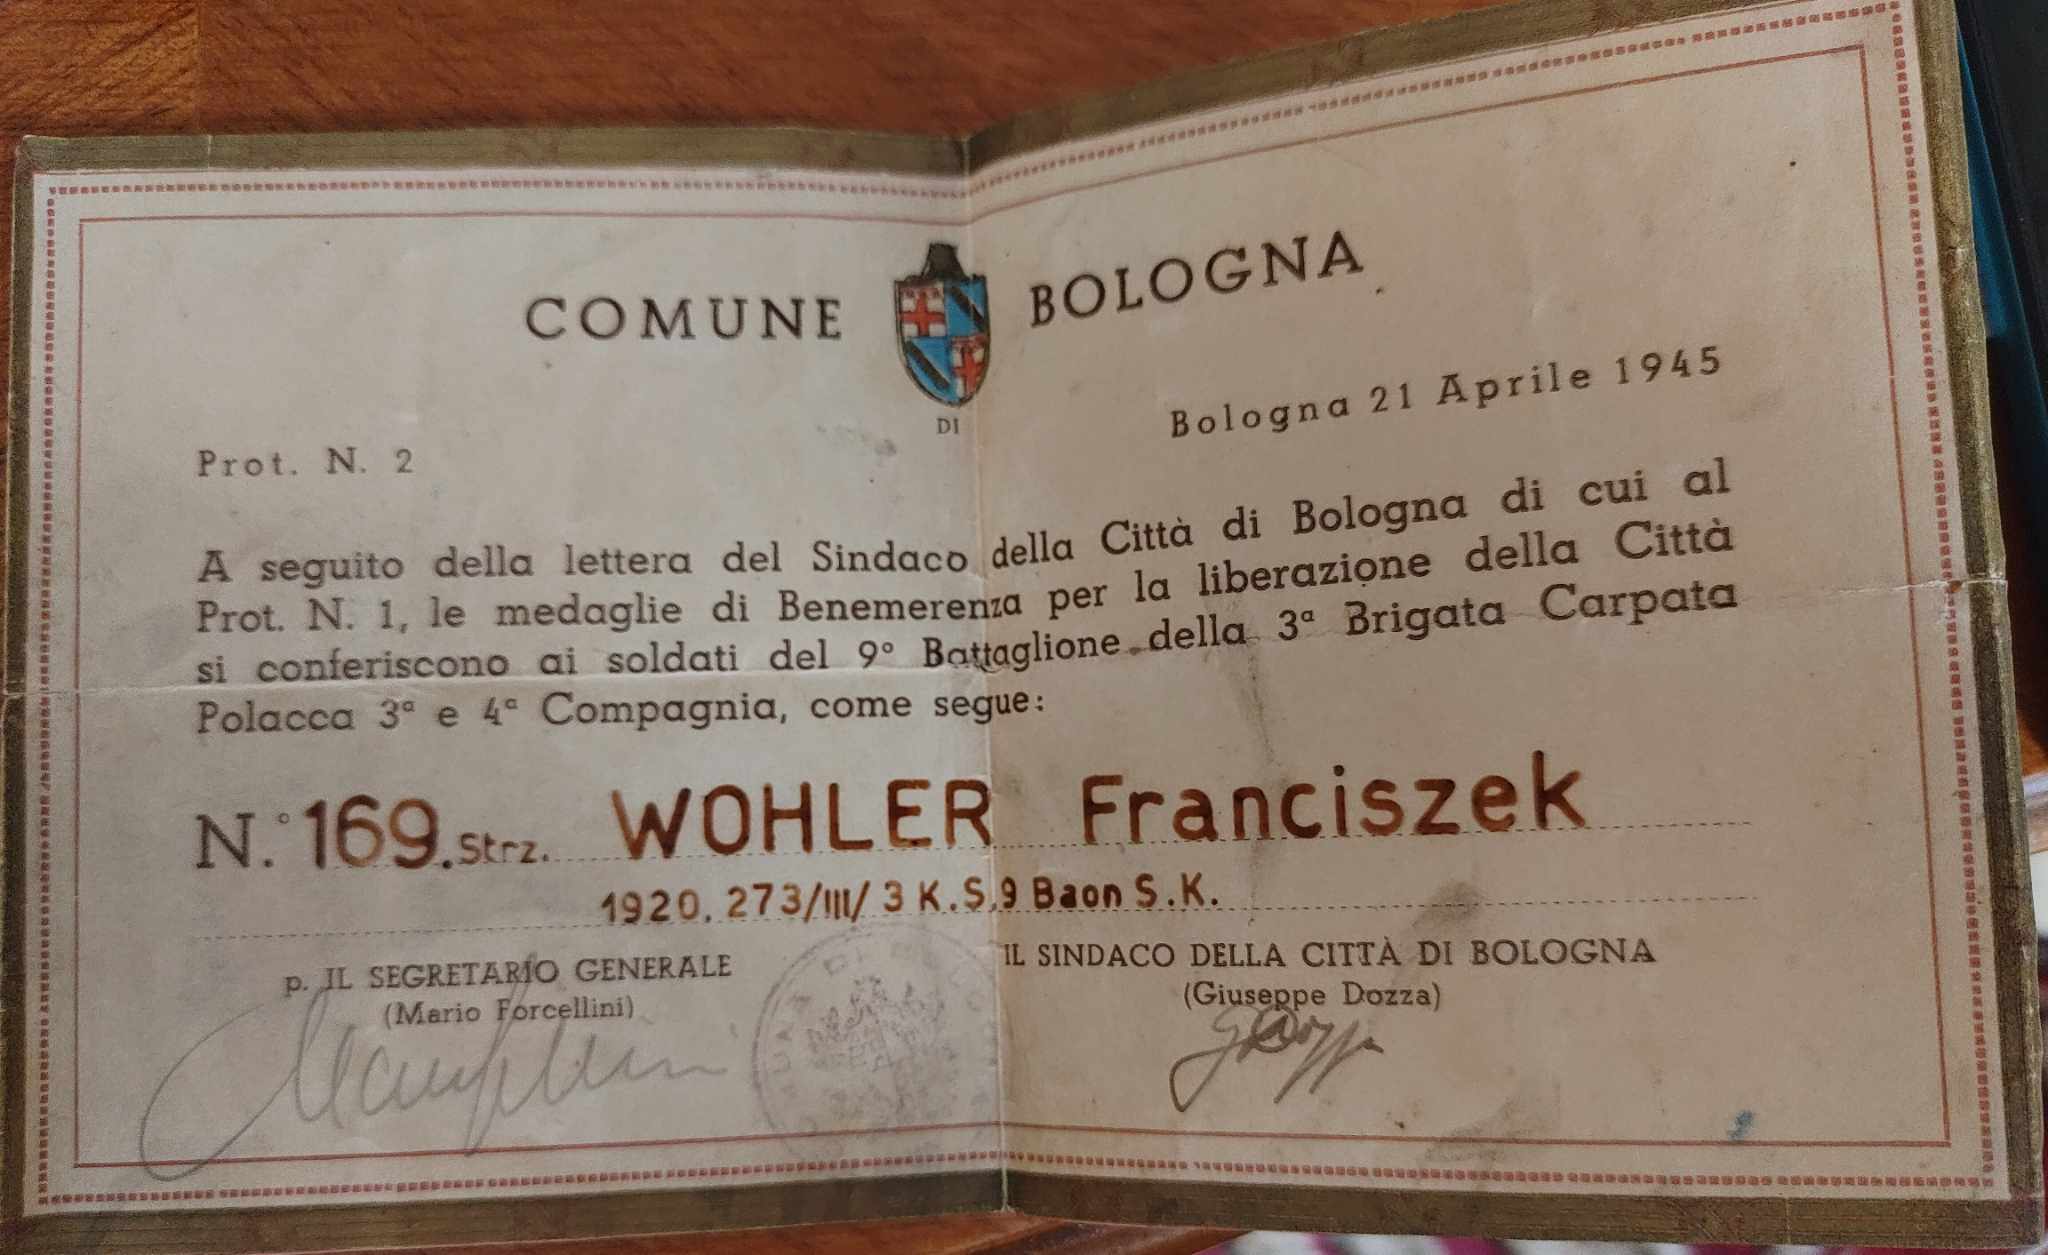 COMUNE DI BOLOGNA
Bologna 21 Aprile 1945
Prot. N. 2
A seguito della lettera del Sindaco della Città di Bologna di cui al
Prot. N. 1, le medaglie di Benemerenza per la liberazione della Città
si conferiscono ai soldati del 9° Battaglione della 3ª Brigata Carpata
Polacca 3ª e 4ª Compagnia, come segue:
N.° 169. Strz. WOHLER Franciszek
1920. 273/III/ 3 K.S. 9 Baon S.K.
p. IL SEGRETARIO GENERALE
(Mario Forcellini)
IL SINDACO DELLA CITTÀ DI BOLOGNA
(Giuseppe Dozza)
GDozza